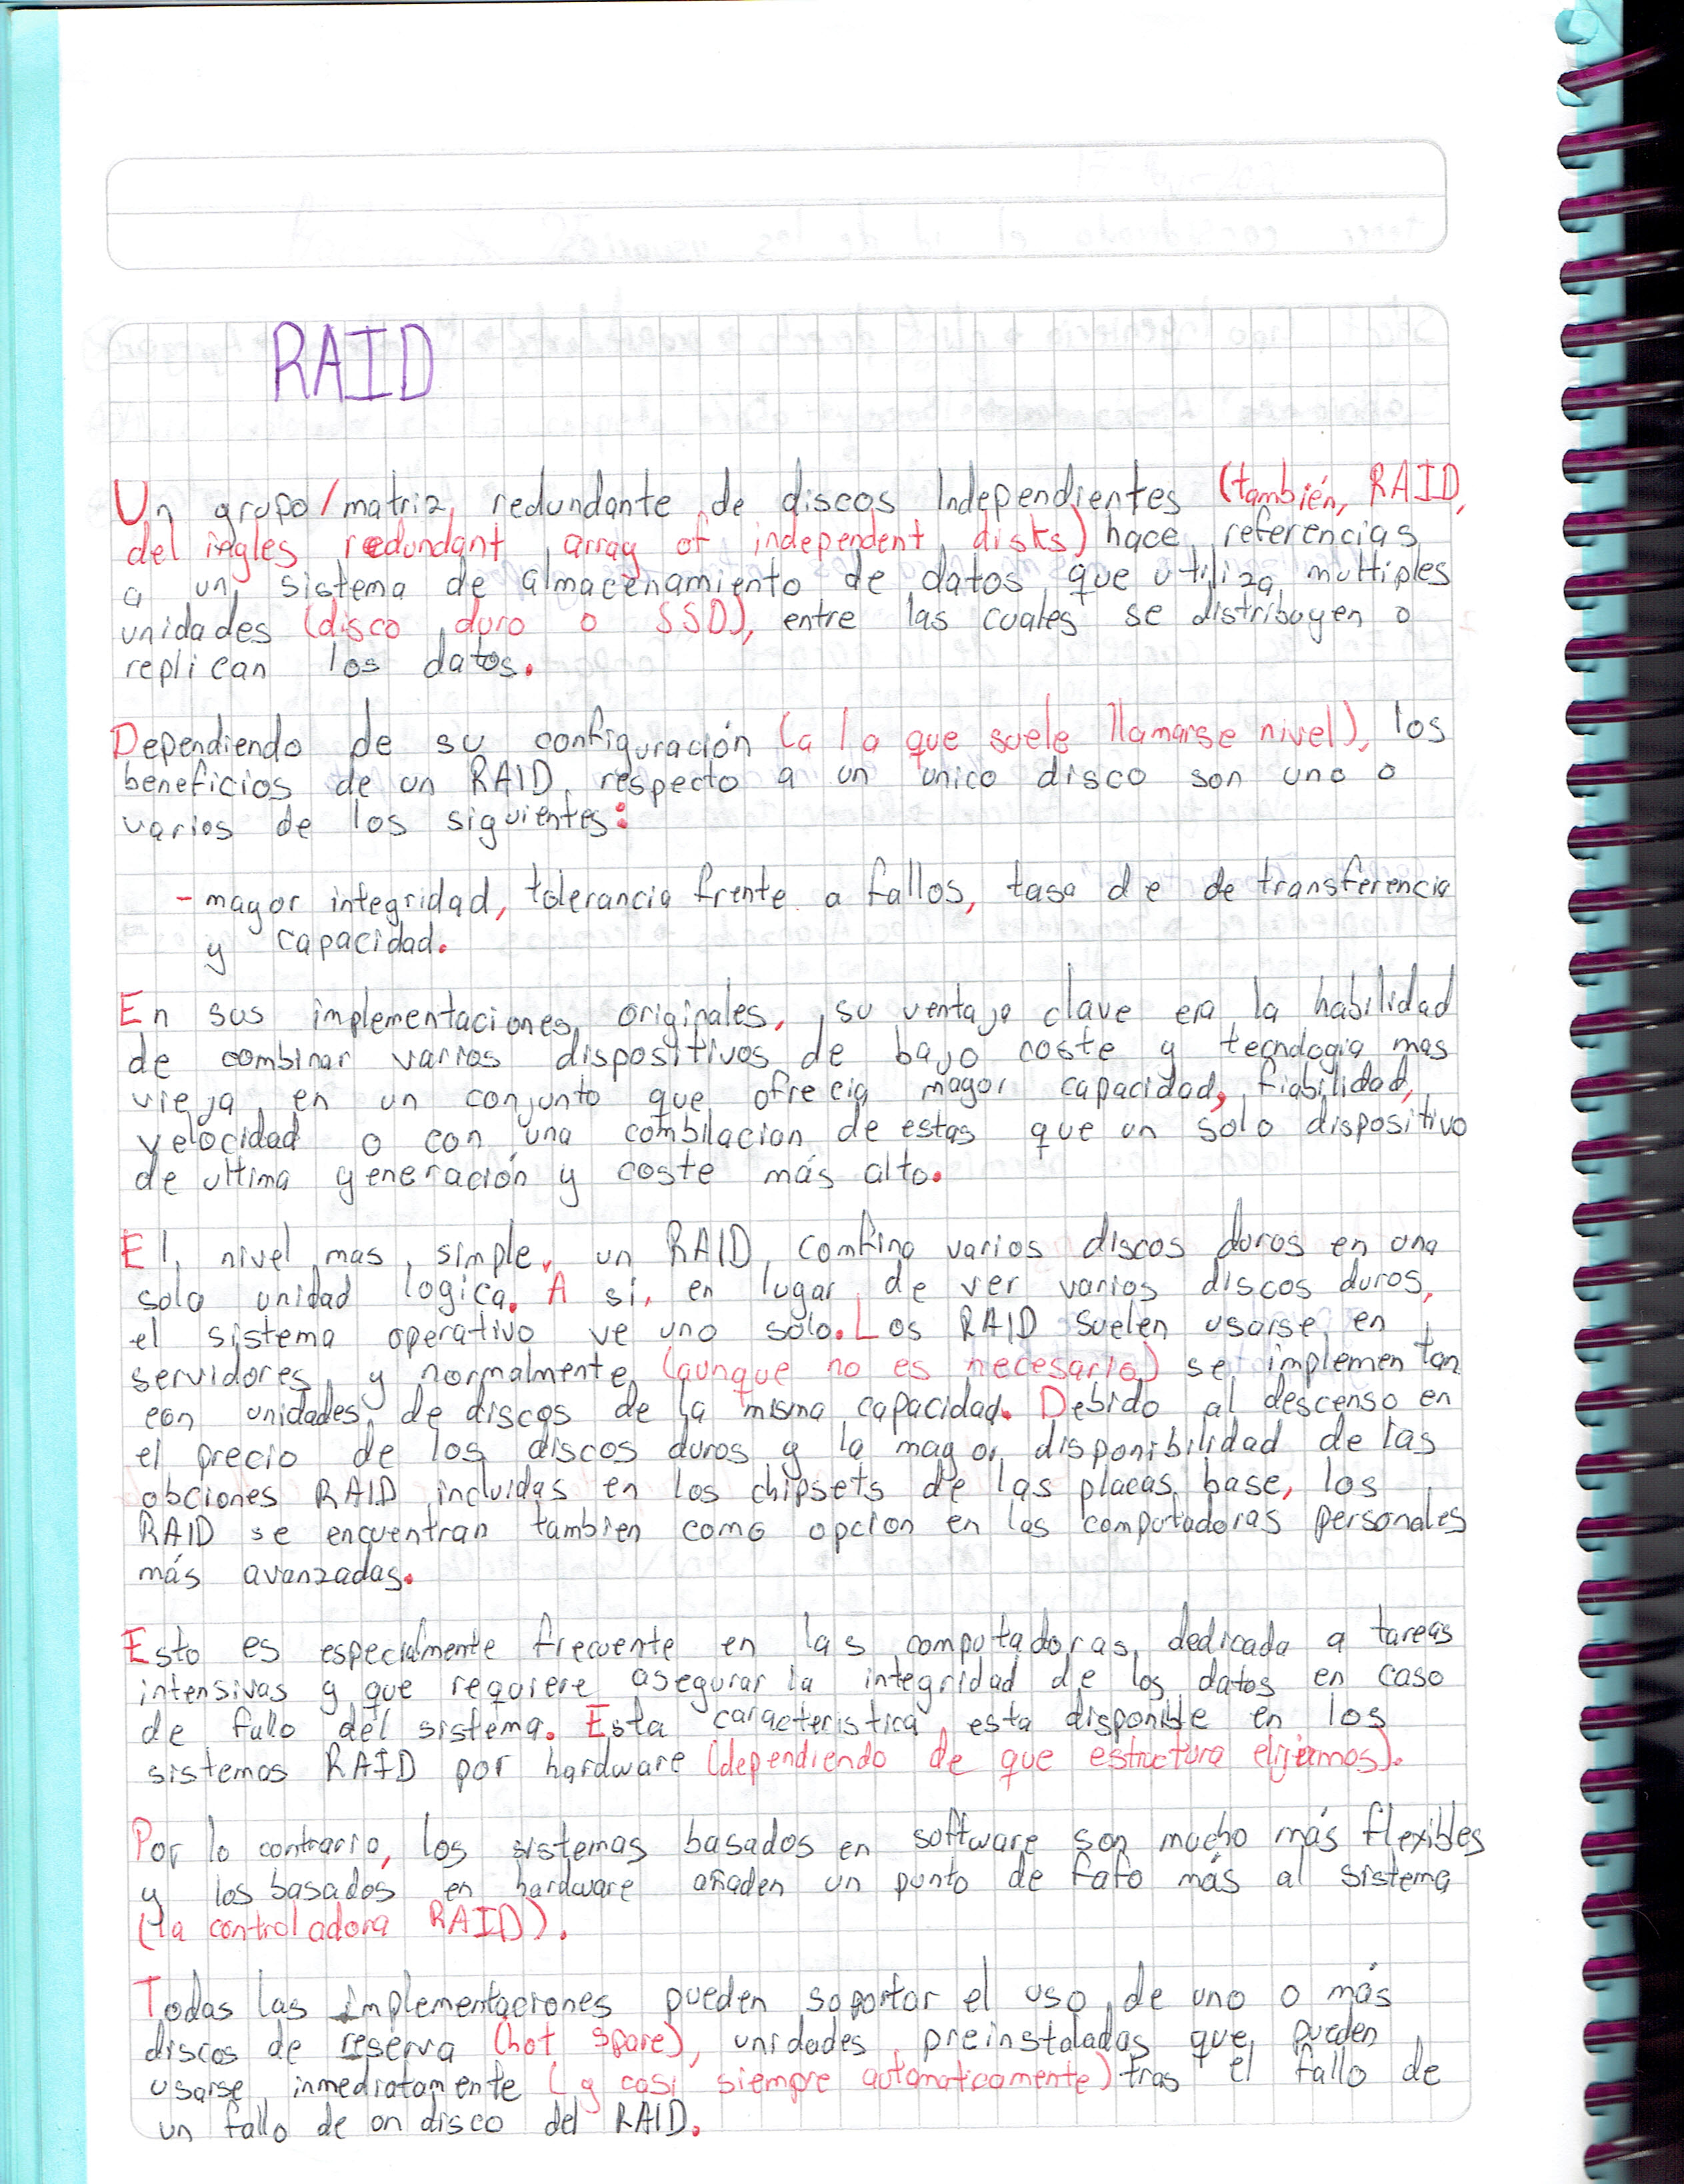 RAID
Un grupo/matriz redundante de discos Independientes (también, RAID,
del ingles redundant array of independent disks) hace referencias
a un sistema de almacenamiento de datos que utiliza multiples
unidades (disco duro o SSD), entre las cuales se distribuyen o
replican los datos.
Dependiendo de su configuración (a la que suele llamarse nivel), los
beneficios de un RAID respecto a un unico disco son uno o
varios de los siguientes:
- mayor integridad, tolerancia frente a fallos, tasa de de transferencia
y capacidad.
En sus implementaciones originales, su ventaja clave era la habilidad
de combinar varios dispositivos de bajo coste y tecnologia mas
vieja en un conjunto que ofrecia mayor capacidad, fiabilidad,
velocidad o con una combilacion de estas que un solo dispositivo
de ultima generación y coste más alto.
El nivel mas simple, un RAID combina varios discos duros en una
sola unidad logica. A si, en lugar de ver varios discos duros,
el sistema operativo ve uno solo. Los RAID suelen usarse en
servidores y normalmente (aunque no es necesario) se implementan
con unidades de discos de la misma capacidad. Debido al descenso en
el precio de los discos duros y la mayor disponibilidad de las
obciones RAID incluidas en los chipsets de las placas base, los
RAID se encuentran tambien como opcion en las computadoras personales
más avanzadas.
Esto es especialmente frecuente en las computadoras dedicada a tareas
intensivas y que requiere asegurar la integridad de los datos en caso
de fallo del sistema. Esta caracteristica esta disponible en los
sistemas RAID por hardware (dependiendo de que estructura elijamos).
Por lo contrario, los sistemas basados en software son mucho más flexibles
y los basados en hardware añaden un punto de fallo más al sistema
(la controladora RAID).
Todas las Implementaciones pueden soportar el uso de uno o más
discos de reserva (hot spare), unidades preinstaladas que pueden
usarse inmediatamente (y casi siempre automaticamente) tras el fallo de
un fallo de un disco del RAID.